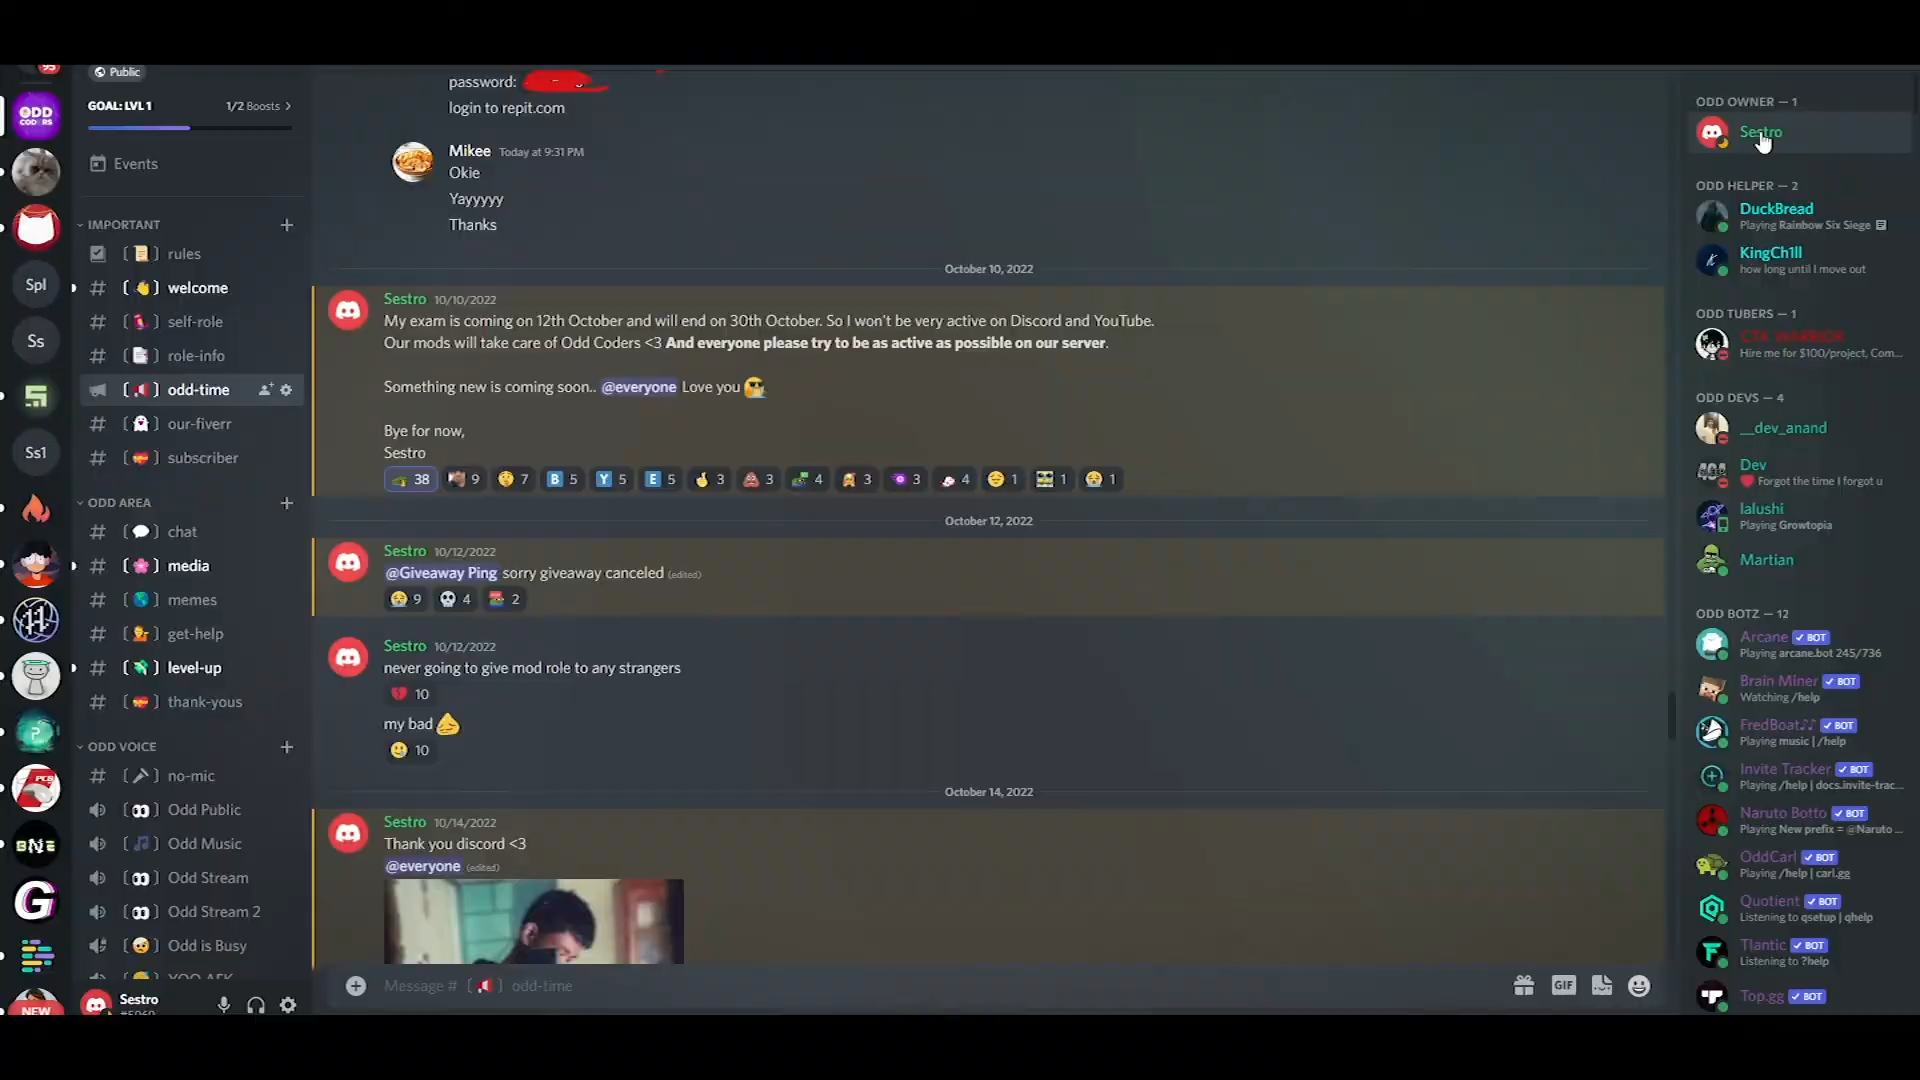 95
Public
GOAL: LVL 1
1/2 Boosts
Events
IMPORTANT
rules
welcome
self-role
role-info
odd-time
our-fiverr
subscriber
ODD AREA
chat
media
memes
get-help
level-up
thank-yous
ODD VOICE
no-mic
Odd Public
Odd Music
Odd Stream
Odd Stream 2
Odd is Busy
YOO AFK
Sestro
ODD CODERS
Spl
Ss
Ss1
PCB
BNE
G
NEW
password:
login to repit.com
Mikee Today at 9:31 PM
Okie
Yayyyyy
Thanks
October 10, 2022
Sestro 10/10/2022
My exam is coming on 12th October and will end on 30th October. So I won't be very active on Discord and YouTube.
Our mods will take care of Odd Coders <3 And everyone please try to be as active as possible on our server.
Something new is coming soon.. @everyone Love you
Bye for now,
Sestro
38 9 7 B 5 Y 5 E 5 3 3 4 3 3 4 1 1 1
October 12, 2022
Sestro 10/12/2022
@Giveaway Ping sorry giveaway canceled (edited)
9 4 2
Sestro 10/12/2022
never going to give mod role to any strangers
10
my bad
10
October 14, 2022
Sestro 10/14/2022
Thank you discord <3
@everyone (edited)
Message # [ ] odd-time
GIF
ODD OWNER — 1
Sestro
ODD HELPER — 2
DuckBread
Playing Rainbow Six Siege
KingCh1ll
how long until I move out
ODD TUBERS — 1
CTK WARRIOR
Hire me for $100/project, Com...
ODD DEVS — 4
__dev_anand
Dev
Forgot the time I forgot u
lalushi
Playing Growtopia
Martian
ODD BOTZ — 12
Arcane BOT
Playing arcane.bot 245/736
Brain Miner BOT
Watching /help
FredBoat♪♪ BOT
Playing music | /help
Invite Tracker BOT
Playing /help | docs.invite-trac...
Naruto Botto BOT
Playing New prefix = @Naruto ...
OddCarl BOT
Playing /help | carl.gg
Quotient BOT
Listening to qsetup | qhelp
Tlantic BOT
Listening to ?help
Top.gg BOT